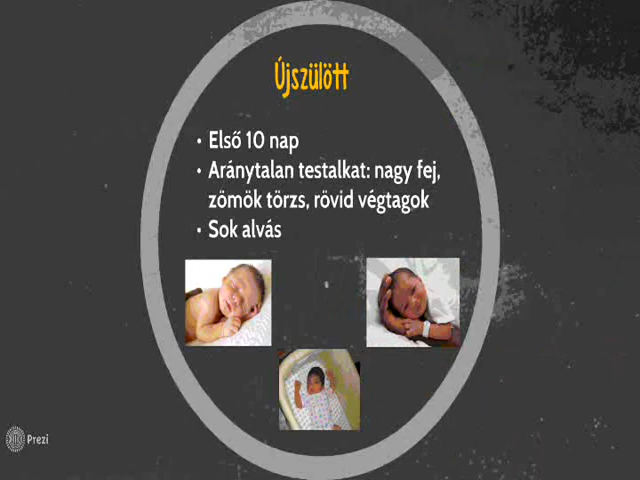 Újszülött
• Első 10 nap
• Aránytalan testalkat: nagy fej,
zömök törzs, rövid végtagok
• Sok alvás
Prezi